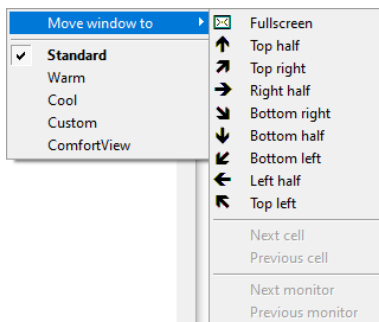 Move window to
Standard
Warm
Cool
Custom
ComfortView
Fullscreen
Top half
Top right
Right half
Bottom right
Bottom half
Bottom left
Left half
Top left
Next cell
Previous cell
Next monitor
Previous monitor